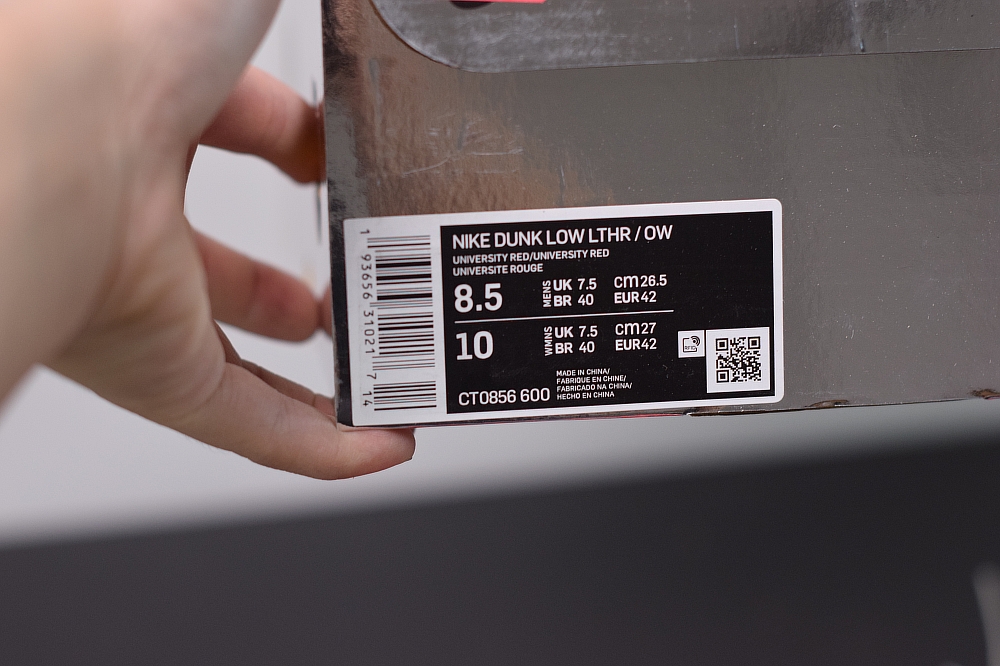 NIKE DUNK LOW LTHR / OW
UNIVERSITY RED/UNIVERSITY RED
UNIVERSITE ROUGE
8.5 MENS UK 7.5 cm 26.5
BR 40 EUR 42
10 WMNS UK 7.5 cm 27
BR 40 EUR 42
RFID
MADE IN CHINA/
FABRIQUE EN CHINE/
FABRICADO NA CHINA/
HECHO EN CHINA
CT0856 600
1 93656 31021 7 14